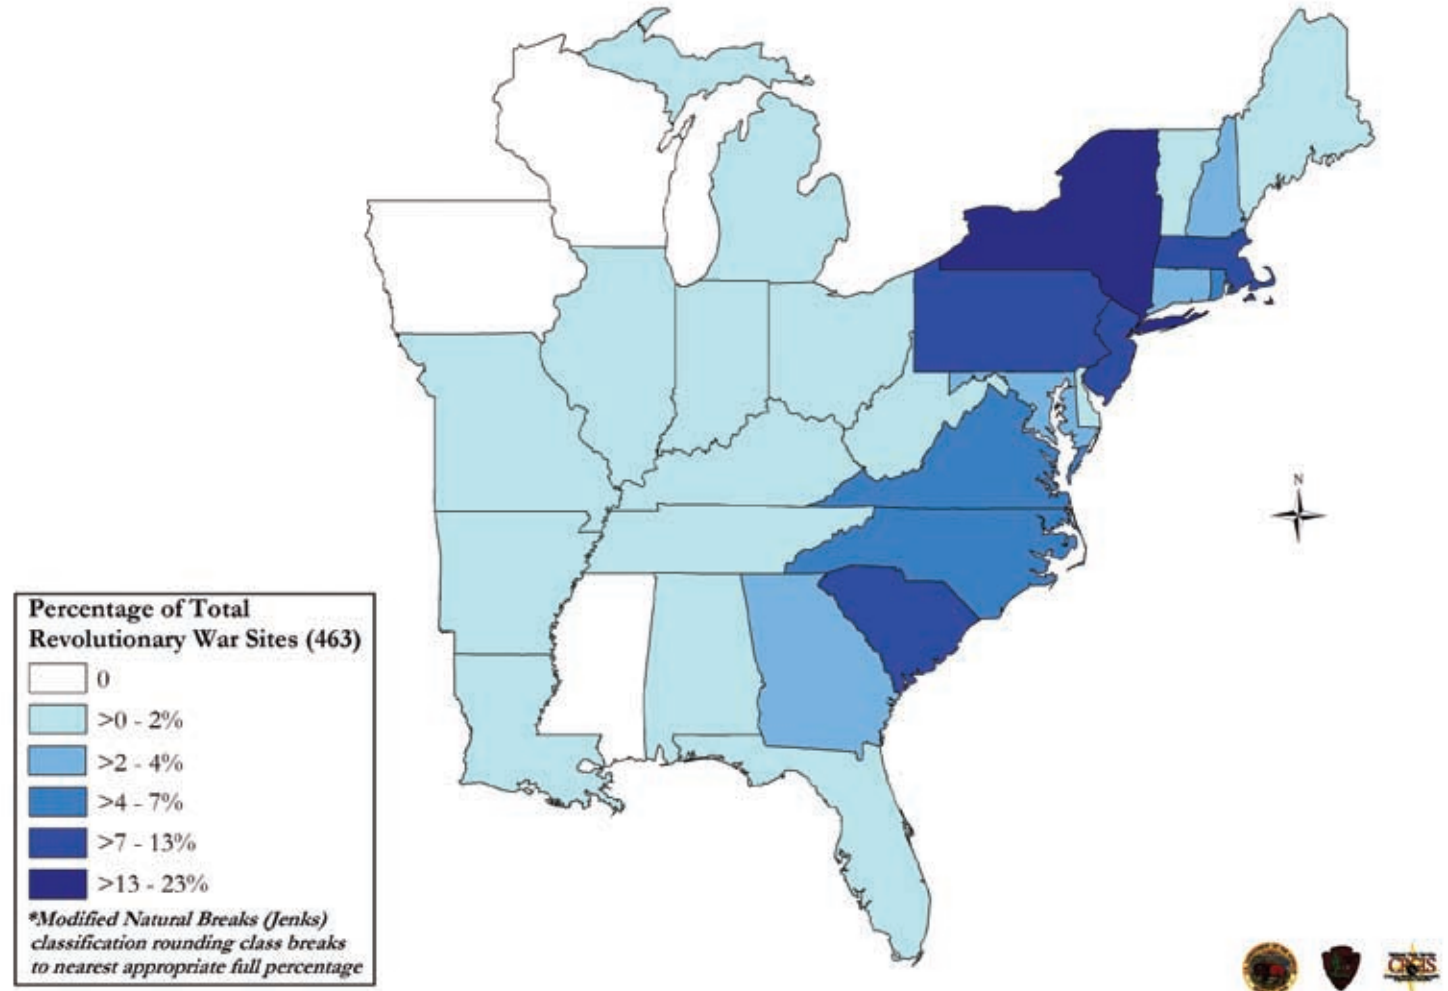 N
Percentage of Total
Revolutionary War Sites (463)
0
>0 - 2%
>2 - 4%
>4 - 7%
>7 - 13%
>13 - 23%
*Modified Natural Breaks (Jenks)
classification rounding class breaks
to nearest appropriate full percentage
CRGIS